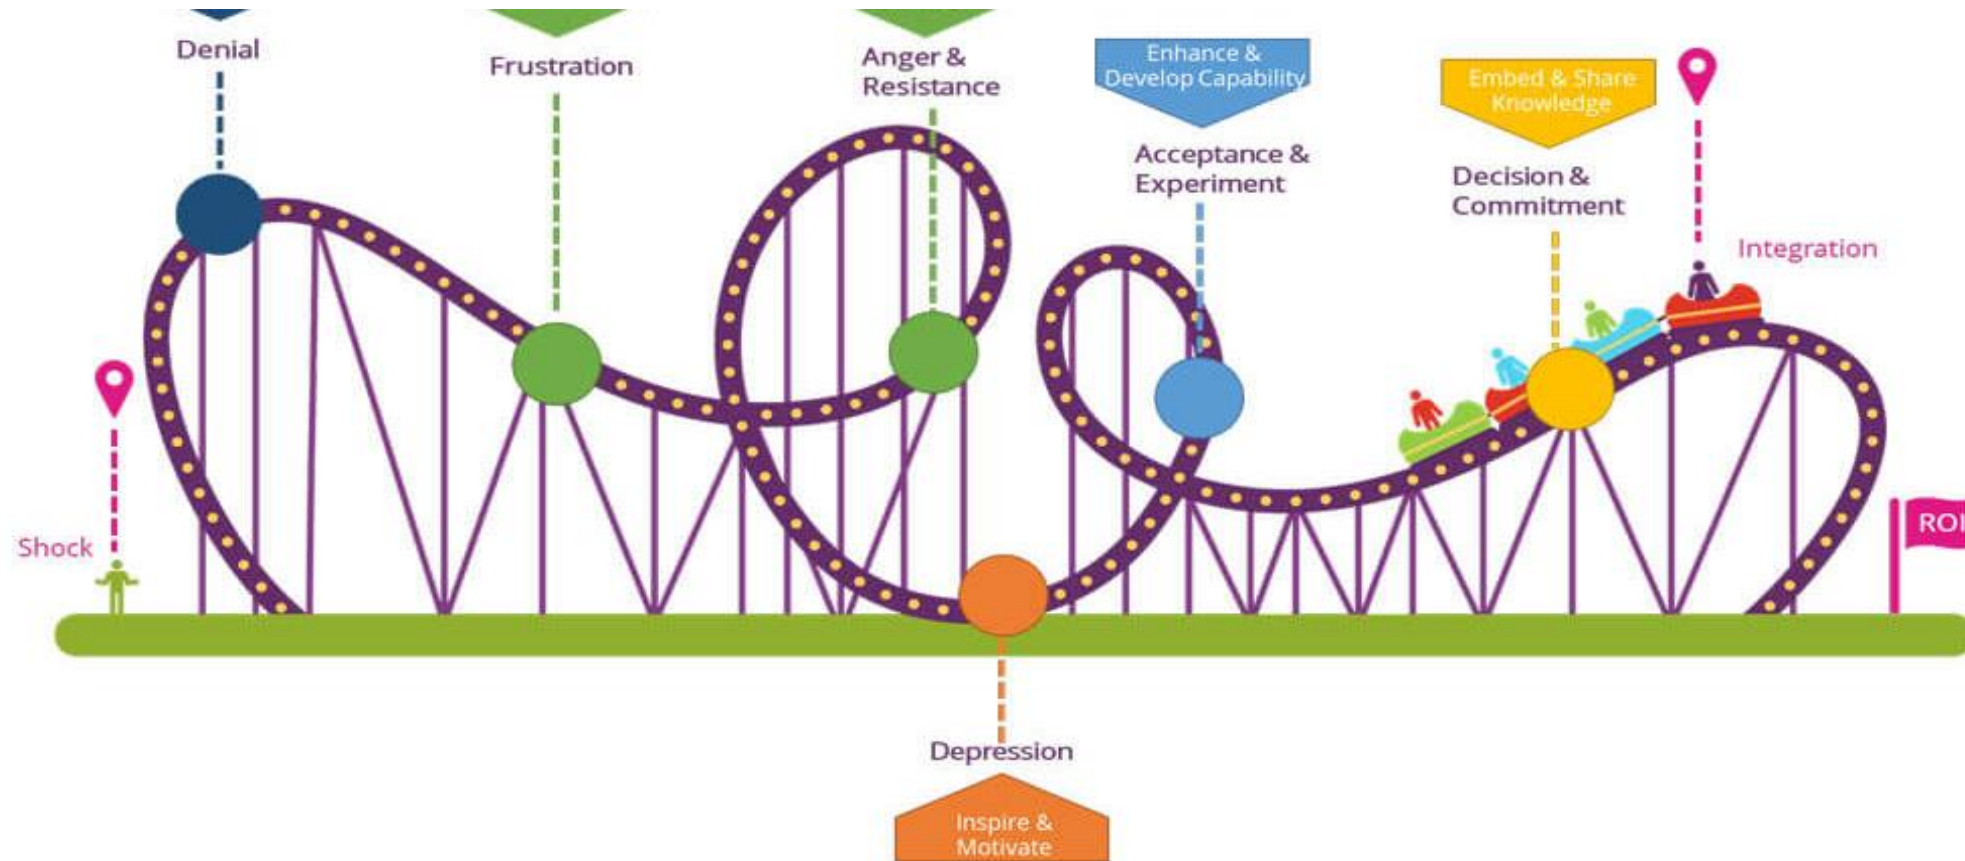 Denial
Frustration
Anger &
Resistance
Enhance &
Develop Capability
Acceptance &
Experiment
Embed & Share
Knowledge
Decision &
Commitment
Integration
Shock
ROI
Depression
Inspire &
Motivate